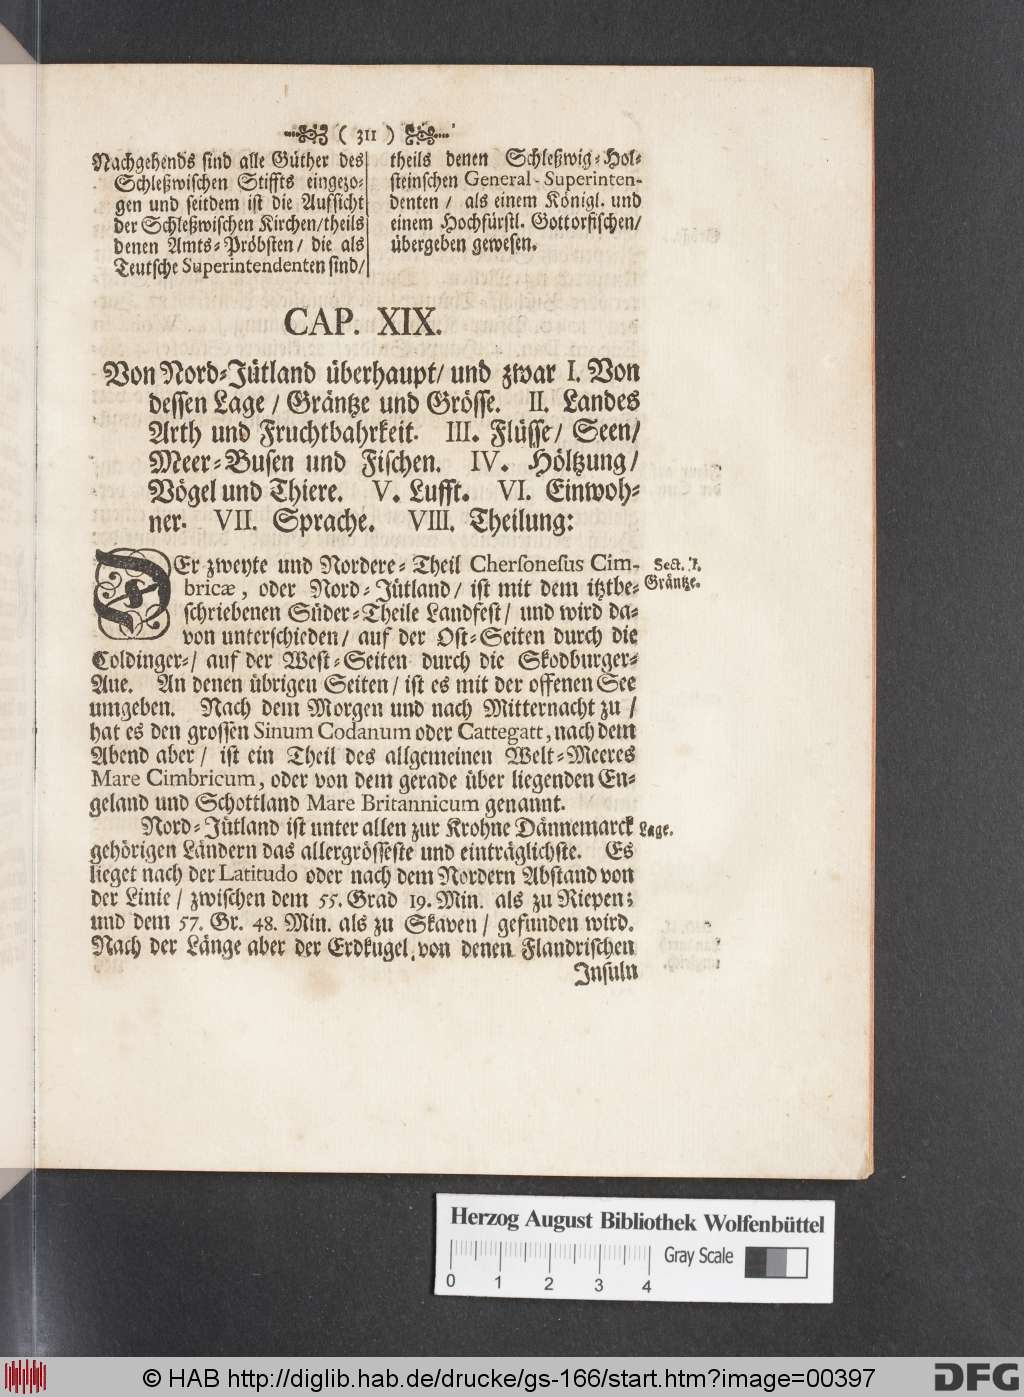 ( 311 )
Nachgehends sind alle Güther des
Schleßwischen Stiffts eingezo-
gen und seitdem ist die Aufsicht
der Schleßwischen Kirchen/theils
denen Amts-Pröbsten/ die als
Teutsche Superintendenten sind/
theils denen Schleßwig-Hol-
steinschen General-Superinten-
denten/ als einem Königl. und
einem Hochfürstl. Gottorfischen/
übergeben gewesen.
CAP. XIX.
Von Nord-Jütland überhaupt/ und zwar I. Von
dessen Lage/ Gräntze und Grösse. II. Landes
Arth und Fruchtbahrkeit. III. Flüsse/ Seen/
Meer-Busen und Fischen. IV. Höltzung/
Vögel und Thiere. V. Lufft. VI. Einwoh-
ner. VII. Sprache. VIII. Theilung:
DEr zweyte und Nordere-Theil Chersonesus Cim-
bricæ, oder Nord-Jütland/ ist mit dem itztbe-
schriebenen Süder-Theile Landfest/ und wird da-
von unterschieden/ auf der Ost-Seiten durch die
Coldinger-/ auf der West-Seiten durch die Skodburger-
Aue. An denen übrigen Seiten/ ist es mit der offenen See
umgeben. Nach dem Morgen und nach Mitternacht zu/
hat es den grossen Sinum Codanum oder Cattegatt, nach dem
Abend aber/ ist ein Theil des allgemeinen Welt-Meeres
Mare Cimbricum, oder von dem gerade über liegenden En-
geland und Schottland Mare Britannicum genannt.
Sect. I.
Gräntze.
Nord-Jütland ist unter allen zur Krohne Dännemarck
gehörigen Ländern das allergrösseste und einträglichste. Es
lieget nach der Latitudo oder nach dem Nordern Abstand von
der Linie/ zwischen dem 55. Grad 19. Min. als zu Riepen;
und dem 57. Gr. 48. Min. als zu Skaven/ gefunden wird.
Nach der Länge aber der Erdkugel, von denen Flandrischen
Insuln
Lage.
Herzog August Bibliothek Wolfenbüttel
0 1 2 3 4
Gray Scale
© HAB http://diglib.hab.de/drucke/gs-166/start.htm?image=00397
DFG